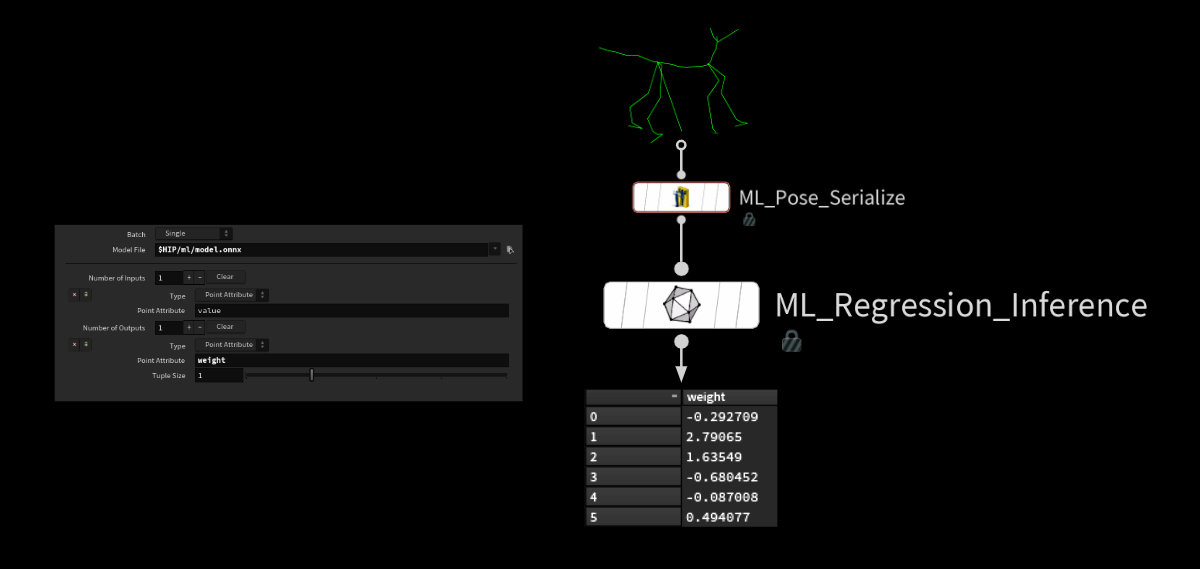 Batch Single
Model File $HIP/ml/model.onnx
Number of Inputs 1 + - Clear
× Type Point Attribute
Point Attribute value
Number of Outputs 1 + - Clear
× Type Point Attribute
Point Attribute weight
Tuple Size 1
ML_Pose_Serialize
ML_Regression_Inference
weight
0 -0.292709
1 2.79065
2 1.63549
3 -0.680452
4 -0.087008
5 0.494077